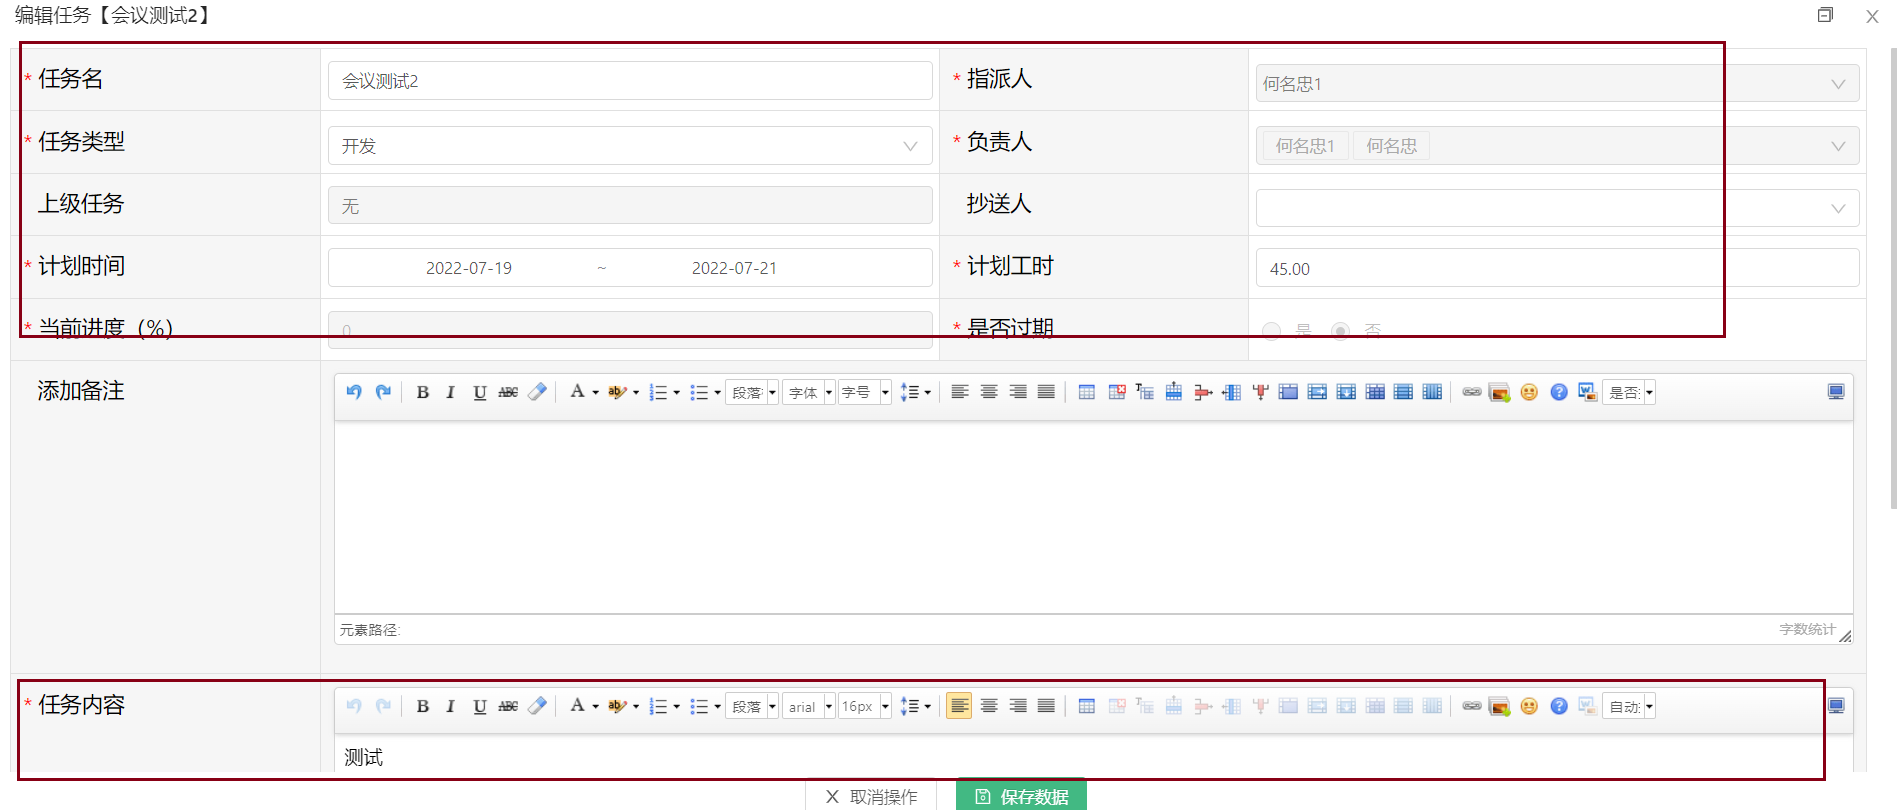 编辑任务【会议测试2】
* 任务名 会议测试2 * 指派人 何名忠1
* 任务类型 开发 * 负责人 何名忠1 何名忠
上级任务 无 抄送人
* 计划时间 2022-07-19 ~ 2022-07-21 * 计划工时 45.00
* 当前进度（%） 0 * 是否过期 是 否
添加备注 B I U ABC A ab 段落 字体 字号 是否
元素路径: 字数统计
* 任务内容 B I U ABC A ab 段落 arial 16px 自动
测试
X 取消操作 保存数据